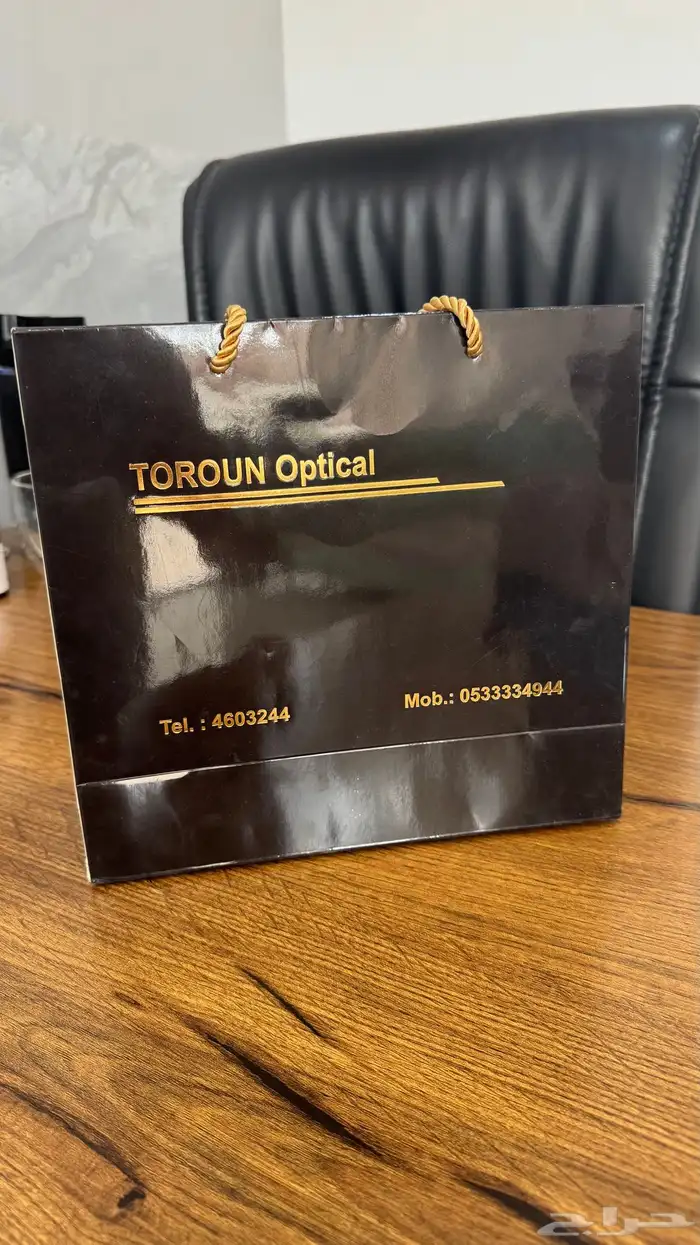 TOROUN Optical
Tel. : 4603244
Mob.: 0533334944
حراج